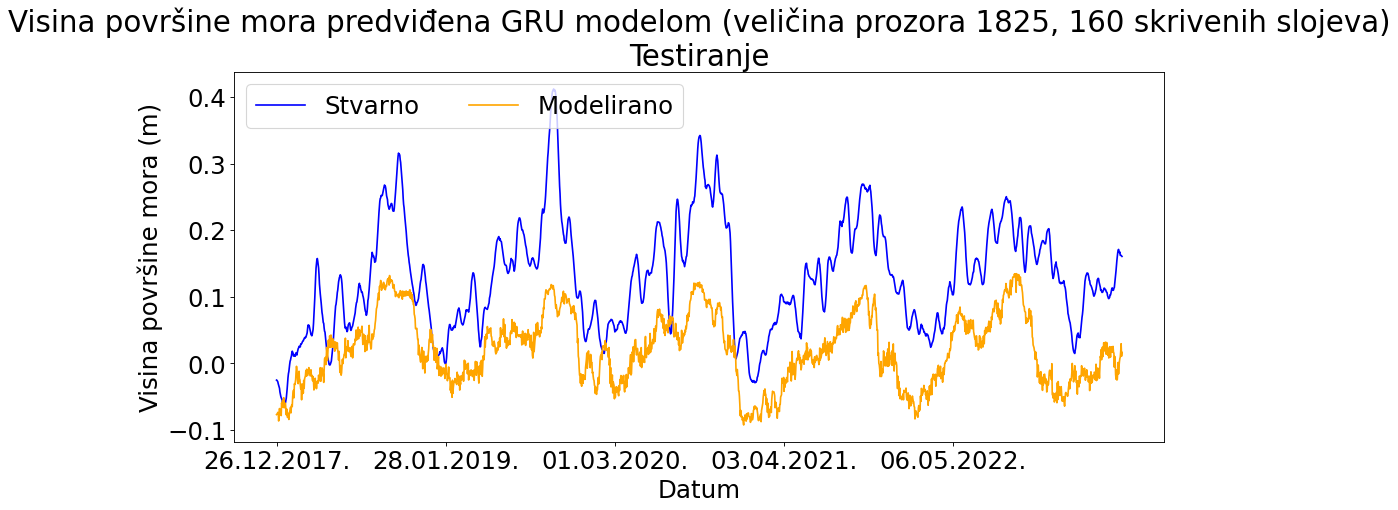 Visina površine mora predviđena GRU modelom (veličina prozora 1825, 160 skrivenih slojeva)
Testiranje
Stvarno
Modelirano
Visina površine mora (m)
0.4
0.3
0.2
0.1
0.0
−0.1
26.12.2017.
28.01.2019.
01.03.2020.
03.04.2021.
06.05.2022.
Datum